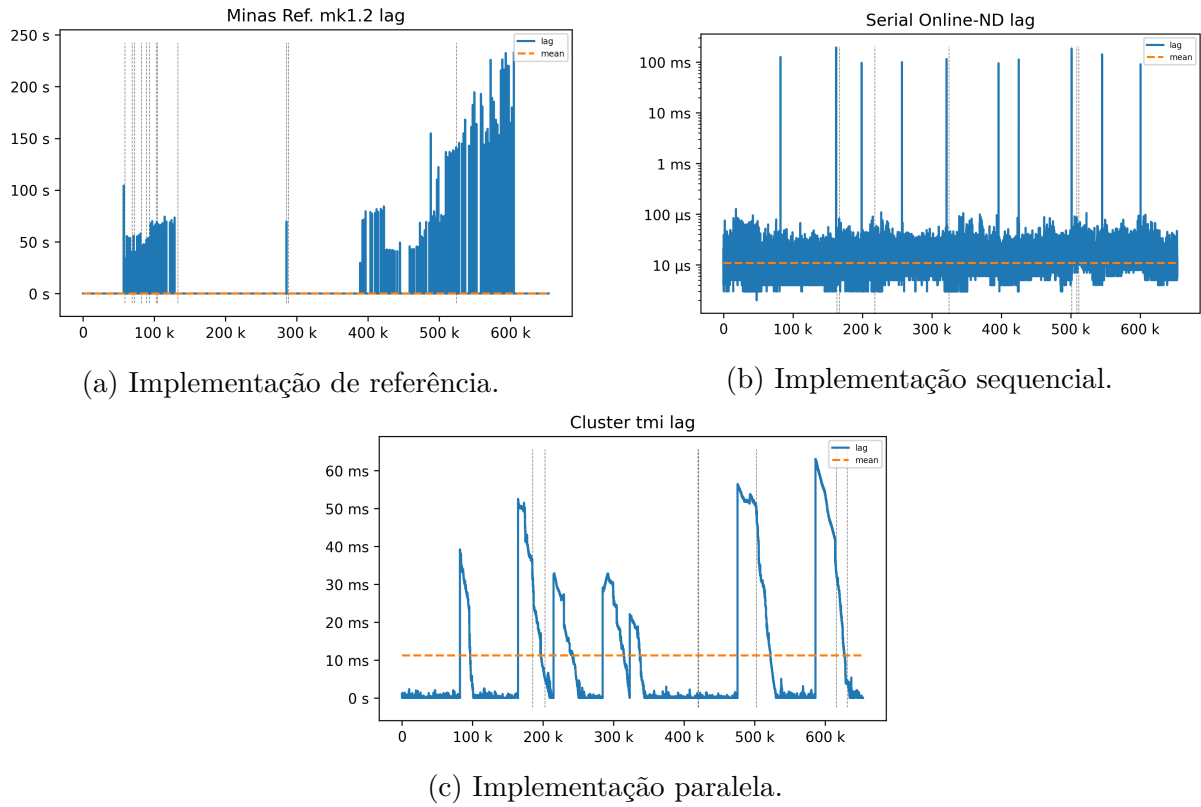 Minas Ref. mk1.2 lag
250 s
200 s
150 s
100 s
50 s
0 s
0 100 k 200 k 300 k 400 k 500 k 600 k
lag
mean
(a) Implementação de referência.
Serial Online-ND lag
100 ms
10 ms
1 ms
100 µs
10 µs
0 100 k 200 k 300 k 400 k 500 k 600 k
lag
mean
(b) Implementação sequencial.
Cluster tmi lag
60 ms
50 ms
40 ms
30 ms
20 ms
10 ms
0 s
0 100 k 200 k 300 k 400 k 500 k 600 k
lag
mean
(c) Implementação paralela.